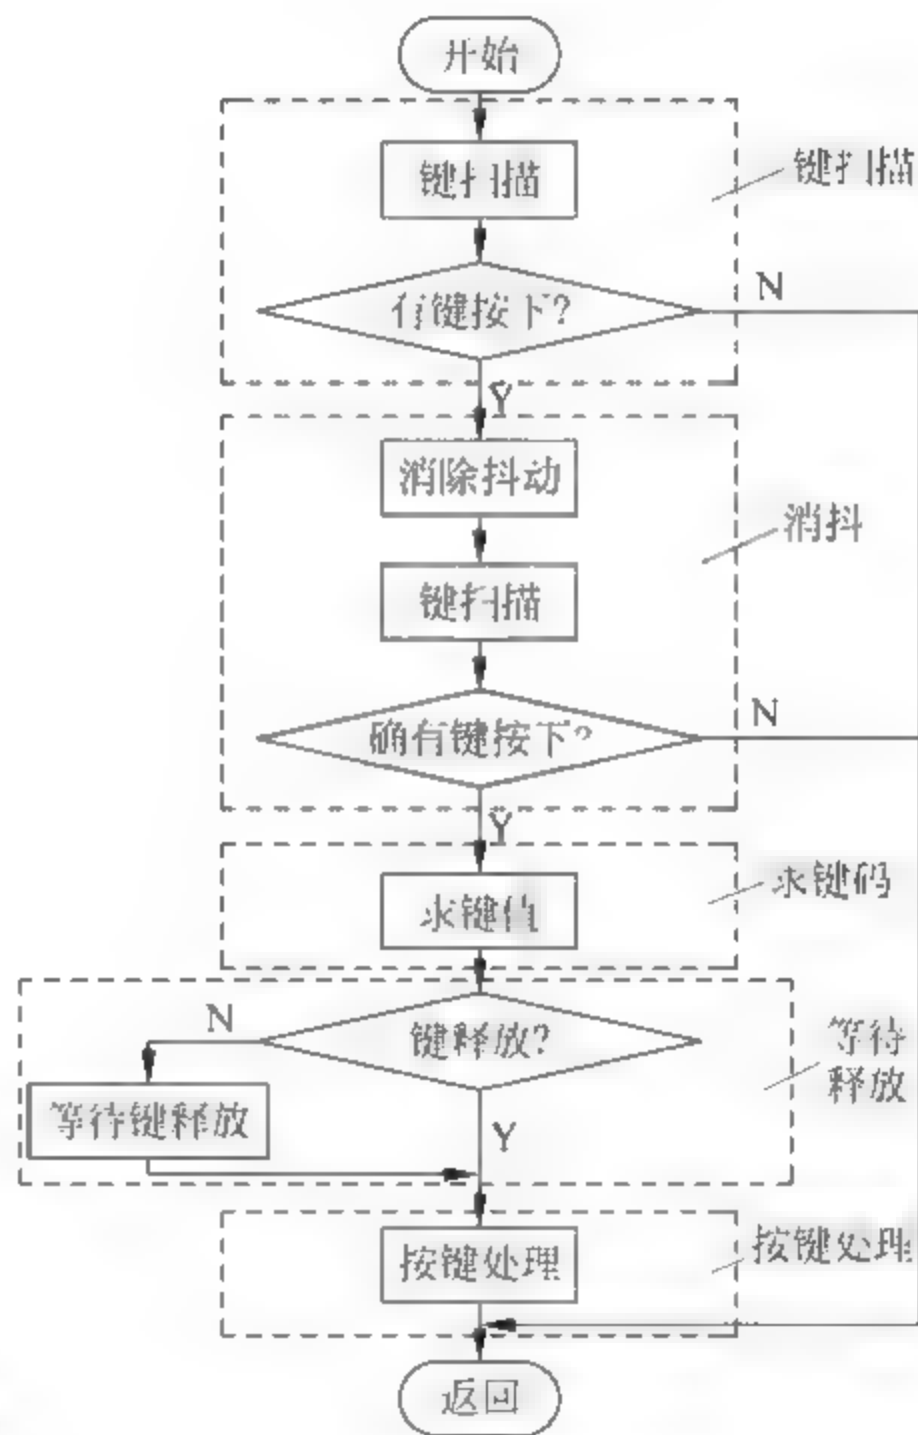 开始
键扫描
键扫描
有键按下?
N
Y
消除抖动
消抖
键扫描
确有键按下?
N
Y
求键码
求键值
键释放?
N
等待
释放
等待键释放
Y
按键处理
按键处理
返回